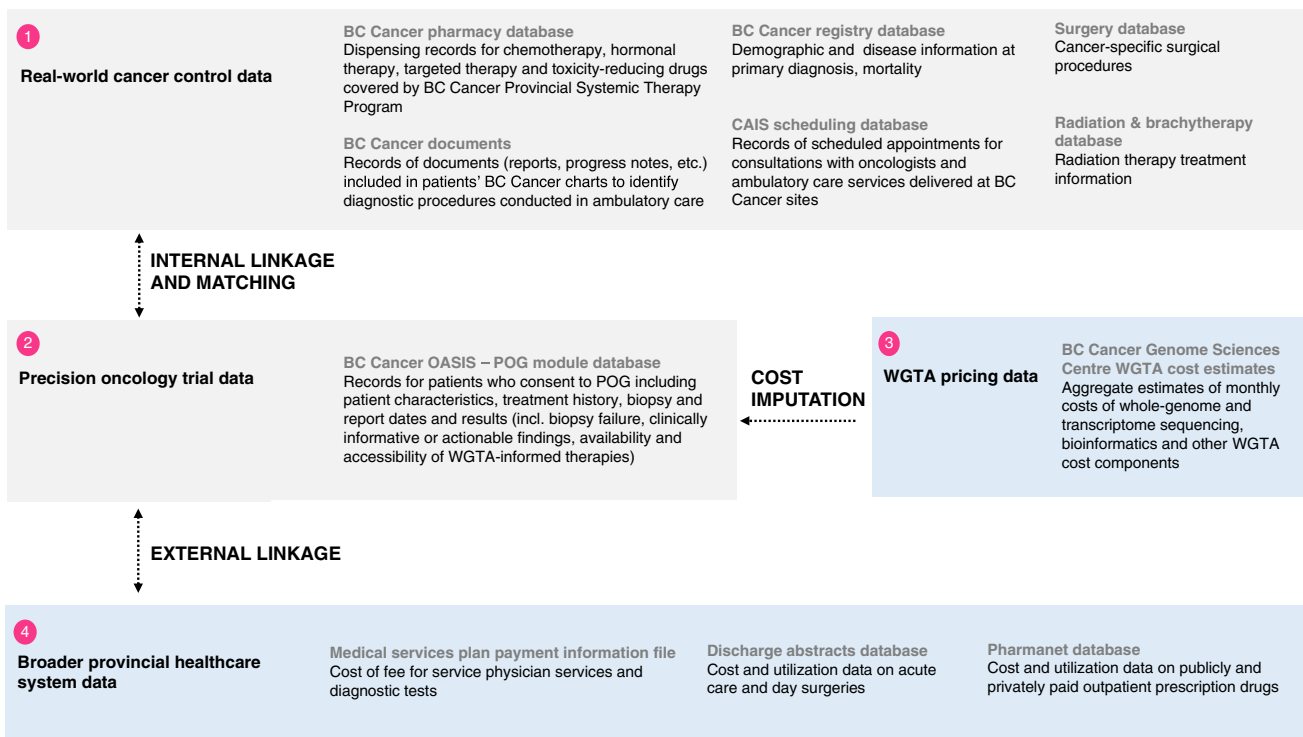 1
Real-world cancer control data
BC Cancer pharmacy database
Dispensing records for chemotherapy, hormonal
therapy, targeted therapy and toxicity-reducing drugs
covered by BC Cancer Provincial Systemic Therapy
Program
BC Cancer documents
Records of documents (reports, progress notes, etc.)
included in patients’ BC Cancer charts to identify
diagnostic procedures conducted in ambulatory care
BC Cancer registry database
Demographic and disease information at
primary diagnosis, mortality
CAIS scheduling database
Records of scheduled appointments for
consultations with oncologists and
ambulatory care services delivered at BC
Cancer sites
Surgery database
Cancer-specific surgical
procedures
Radiation & brachytherapy
database
Radiation therapy treatment
information
INTERNAL LINKAGE
AND MATCHING
2
Precision oncology trial data
BC Cancer OASIS – POG module database
Records for patients who consent to POG including
patient characteristics, treatment history, biopsy and
report dates and results (incl. biopsy failure, clinically
informative or actionable findings, availability and
accessibility of WGTA-informed therapies)
COST
IMPUTATION
3
WGTA pricing data
BC Cancer Genome Sciences
Centre WGTA cost estimates
Aggregate estimates of monthly
costs of whole-genome and
transcriptome sequencing,
bioinformatics and other WGTA
cost components
EXTERNAL LINKAGE
4
Broader provincial healthcare
system data
Medical services plan payment information file
Cost of fee for service physician services and
diagnostic tests
Discharge abstracts database
Cost and utilization data on acute
care and day surgeries
Pharmanet database
Cost and utilization data on publicly and
privately paid outpatient prescription drugs